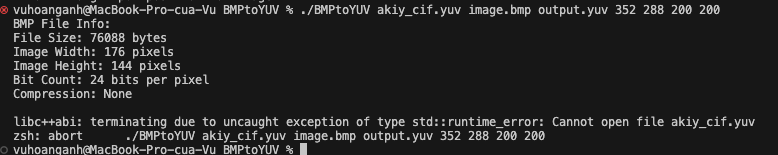 vuhoanganh@MacBook-Pro-cua-Vu BMPtoYUV % ./BMPtoYUV akiy_cif.yuv image.bmp output.yuv 352 288 200 200
BMP File Info:
Size: 76088 bytes
Image Width: 176 pixels
Image Height: 144 pixels
Bit Count: 24 bits per pixel
Compression: None
libc++abi: terminating due to uncaught exception of type std::runtime_error: Cannot open file akiy_cif.yuv
zsh: abort      ./BMPtoYUV akiy_cif.yuv image.bmp output.yuv 352 288 200 200
vuhoanganh@MacBook-Pro-cua-Vu BMPtoYUV %